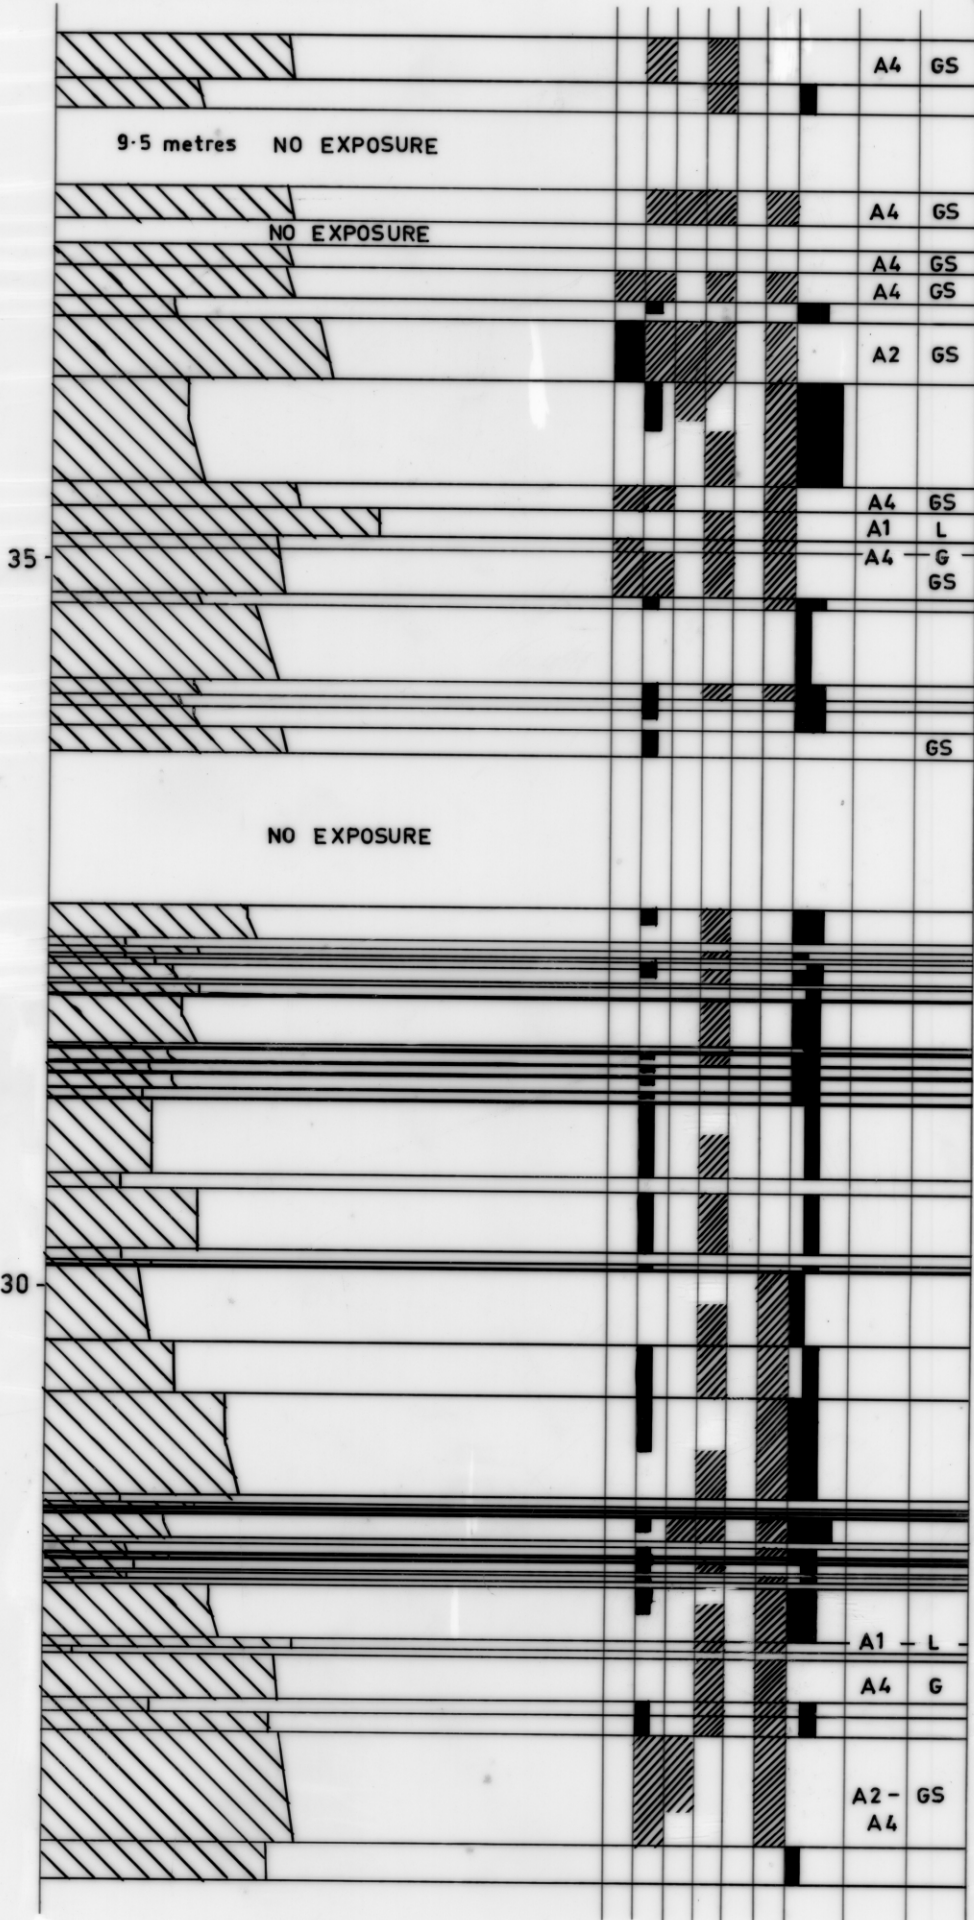 A4 GS
9·5 metres NO EXPOSURE
A4 GS
NO EXPOSURE
A4 GS
A4 GS
A2 GS
A4 GS
A1 L
35 A4 G
GS
GS
NO EXPOSURE
30
A1 L
A4 G
A2- GS
A4